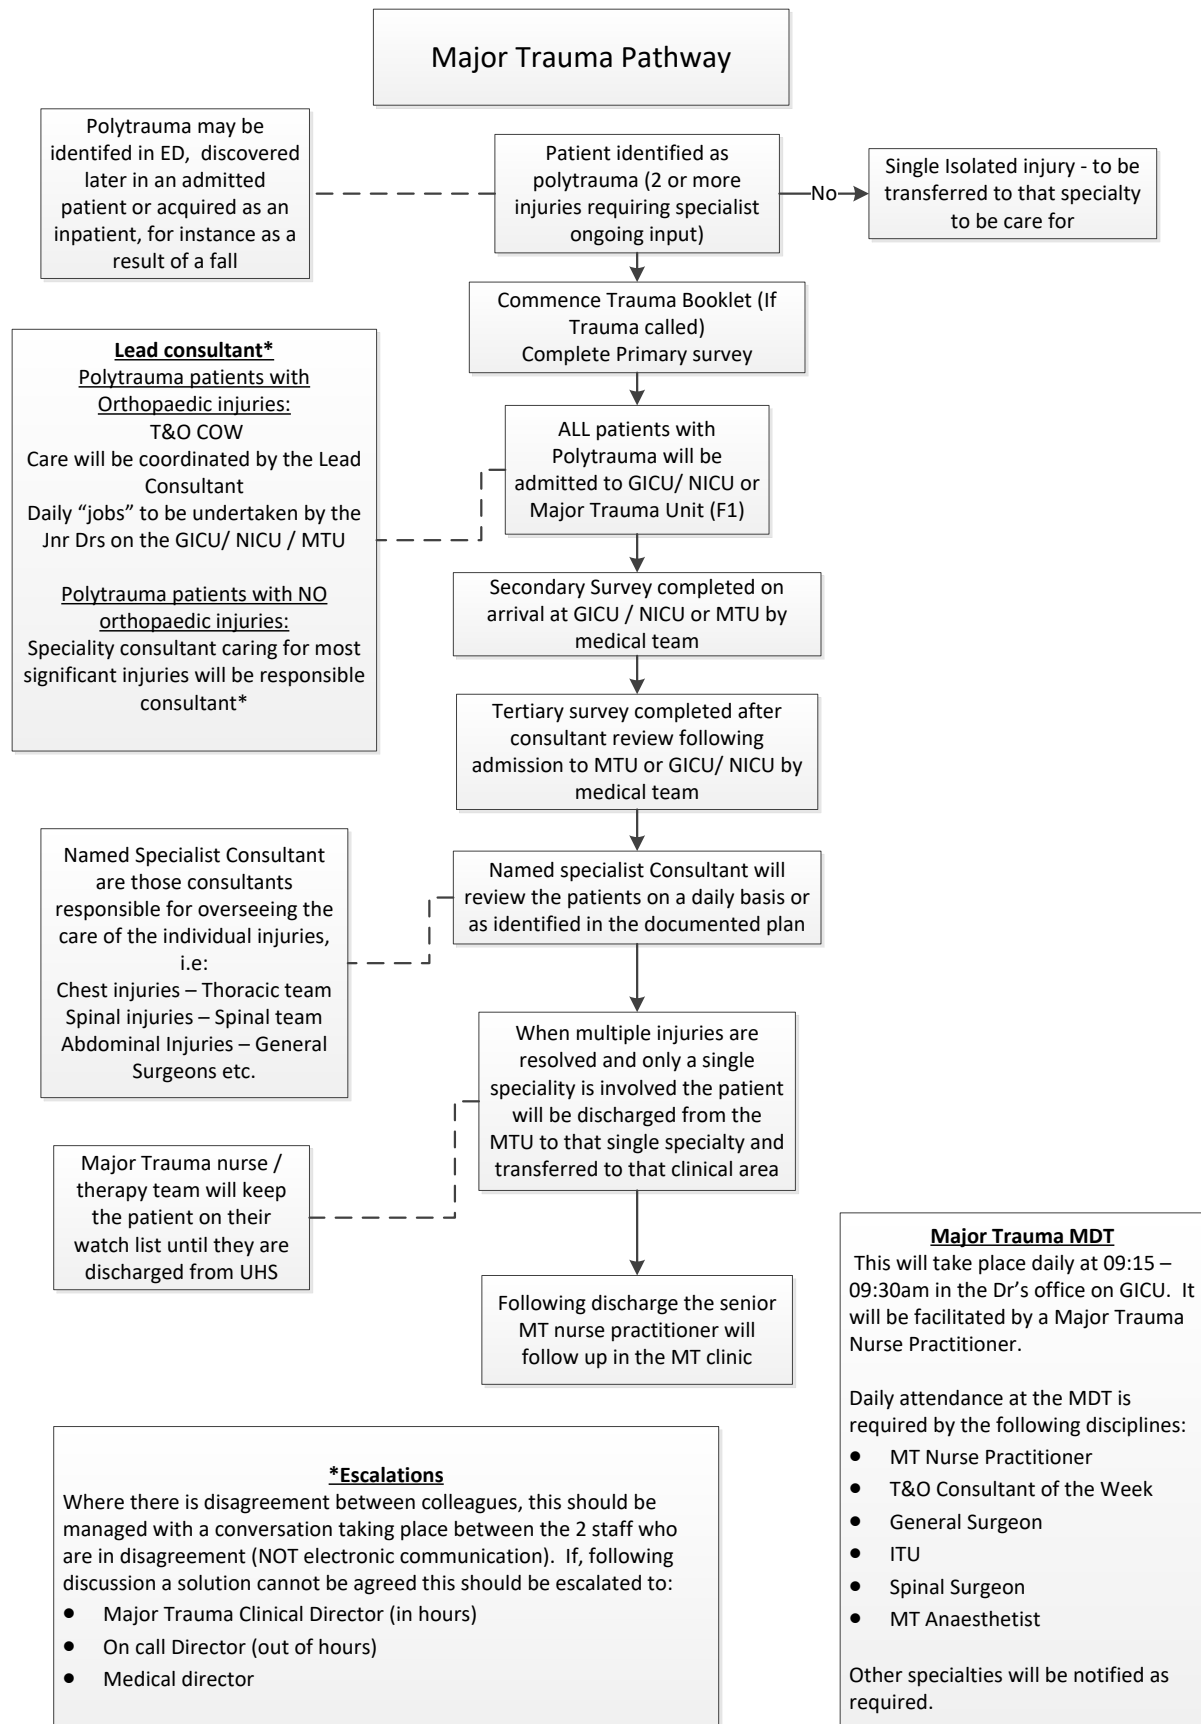 Major Trauma Pathway
Polytrauma may be
identifed in ED,  discovered
later in an admitted
patient or acquired as an
inpatient, for instance as a
result of a fall
Patient identified as
polytrauma (2 or more
injuries requiring specialist
ongoing input)
No
Single Isolated injury - to be
transferred to that specialty
to be care for
Commence Trauma Booklet (If
Trauma called)
Complete Primary survey
Lead consultant*
Polytrauma patients with
Orthopaedic injuries:
T&O COW
Care will be coordinated by the Lead
Consultant
Daily “jobs” to be undertaken by the
Jnr Drs on the GICU/ NICU / MTU
Polytrauma patients with NO
orthopaedic injuries:
Speciality consultant caring for most
significant injuries will be responsible
consultant*
ALL patients with
Polytrauma will be
admitted to GICU/ NICU or
Major Trauma Unit (F1)
Secondary Survey completed on
arrival at GICU / NICU or MTU by
medical team
Tertiary survey completed after
consultant review following
admission to MTU or GICU/ NICU by
medical team
Named Specialist Consultant
are those consultants
responsible for overseeing the
care of the individual injuries,
i.e:
Chest injuries – Thoracic team
Spinal injuries – Spinal team
Abdominal Injuries – General
Surgeons etc.
Named specialist Consultant will
review the patients on a daily basis or
as identified in the documented plan
When multiple injuries are
resolved and only a single
speciality is involved the patient
will be discharged from the
MTU to that single specialty and
transferred to that clinical area
Major Trauma nurse /
therapy team will keep
the patient on their
watch list until they are
discharged from UHS
Following discharge the senior
MT nurse practitioner will
follow up in the MT clinic
Major Trauma MDT
This will take place daily at 09:15 –
09:30am in the Dr’s office on GICU.  It
will be facilitated by a Major Trauma
Nurse Practitioner.
Daily attendance at the MDT is
required by the following disciplines:
• MT Nurse Practitioner
• T&O Consultant of the Week
• General Surgeon
• ITU
• Spinal Surgeon
• MT Anaesthetist
Other specialties will be notified as
required.
*Escalations
Where there is disagreement between colleagues, this should be
managed with a conversation taking place between the 2 staff who
are in disagreement (NOT electronic communication).  If, following
discussion a solution cannot be agreed this should be escalated to:
• Major Trauma Clinical Director (in hours)
• On call Director (out of hours)
• Medical director